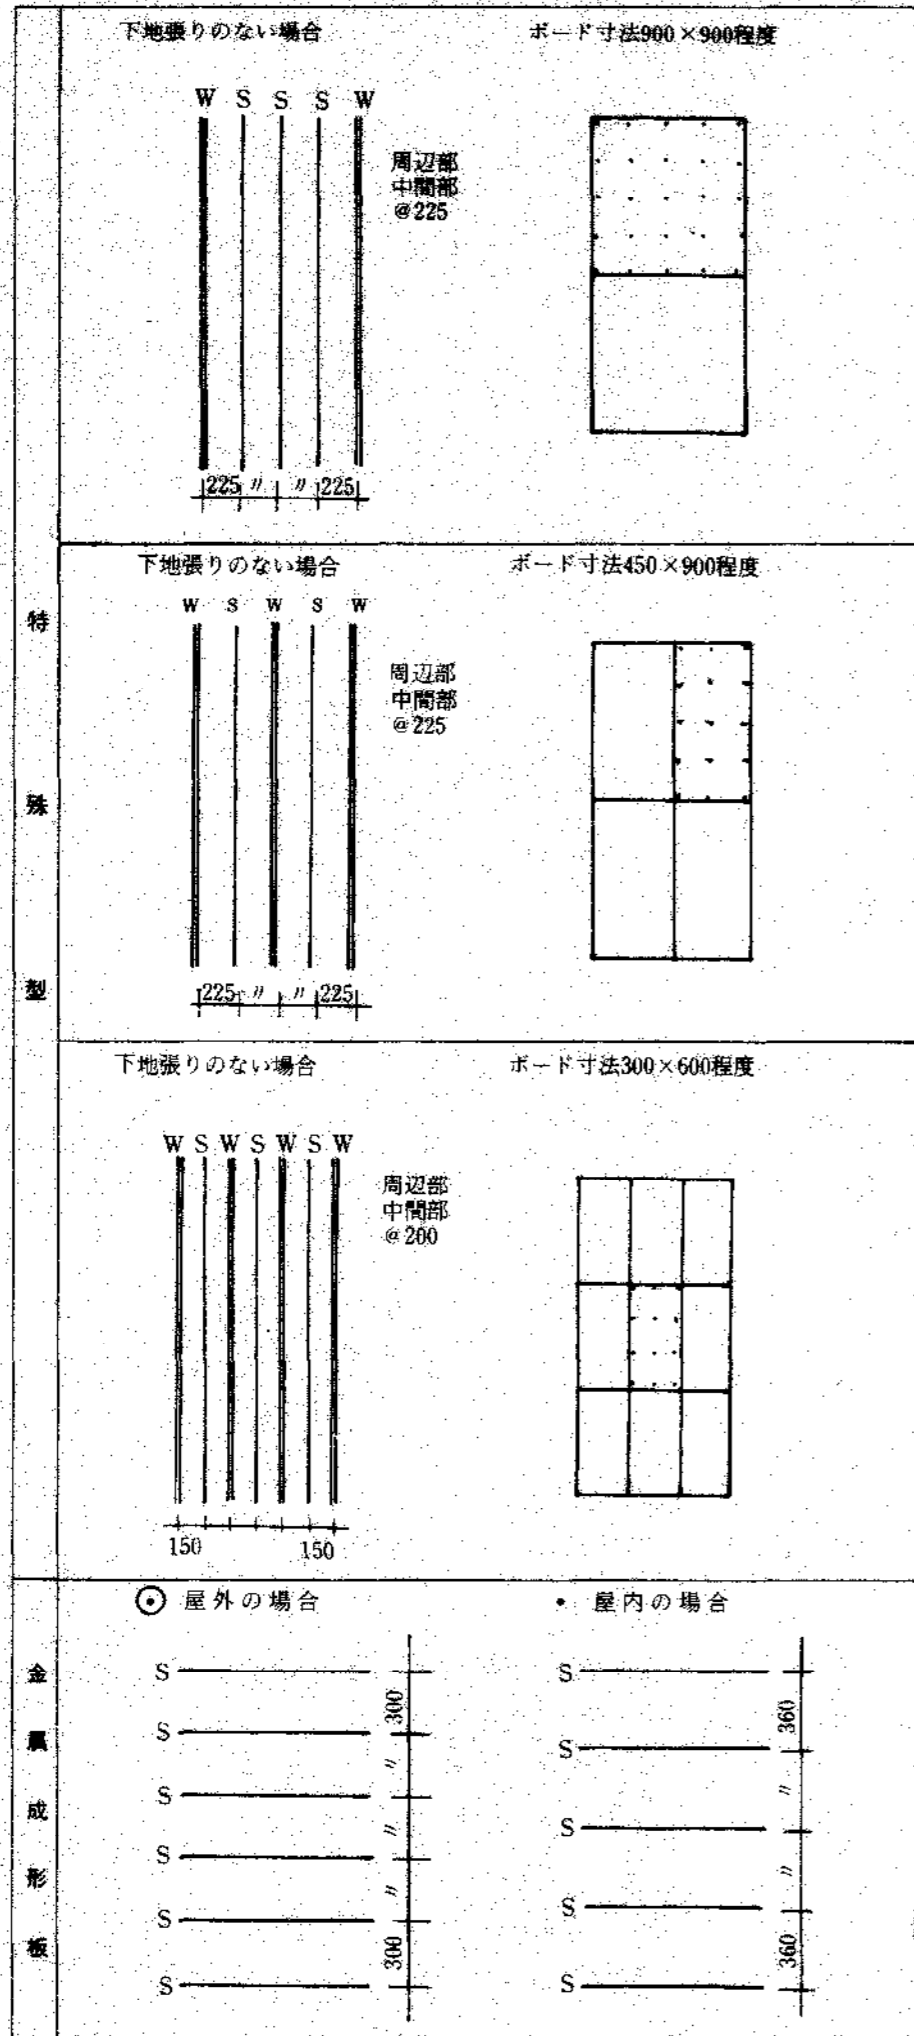 特殊型
下地張りのない場合
ボード寸法900×900程度
W S S S W
周辺部
中間部
@225
225 〃 〃 225
下地張りのない場合
ボード寸法450×900程度
W S W S W
周辺部
中間部
@225
225 〃 〃 225
下地張りのない場合
ボード寸法300×600程度
W S W S W S W
周辺部
中間部
@200
150 150
金属成形板
屋外の場合
S
S
S
S
S
S
300
〃
〃
〃
300
• 屋内の場合
S
S
S
S
S
360
〃
〃
360